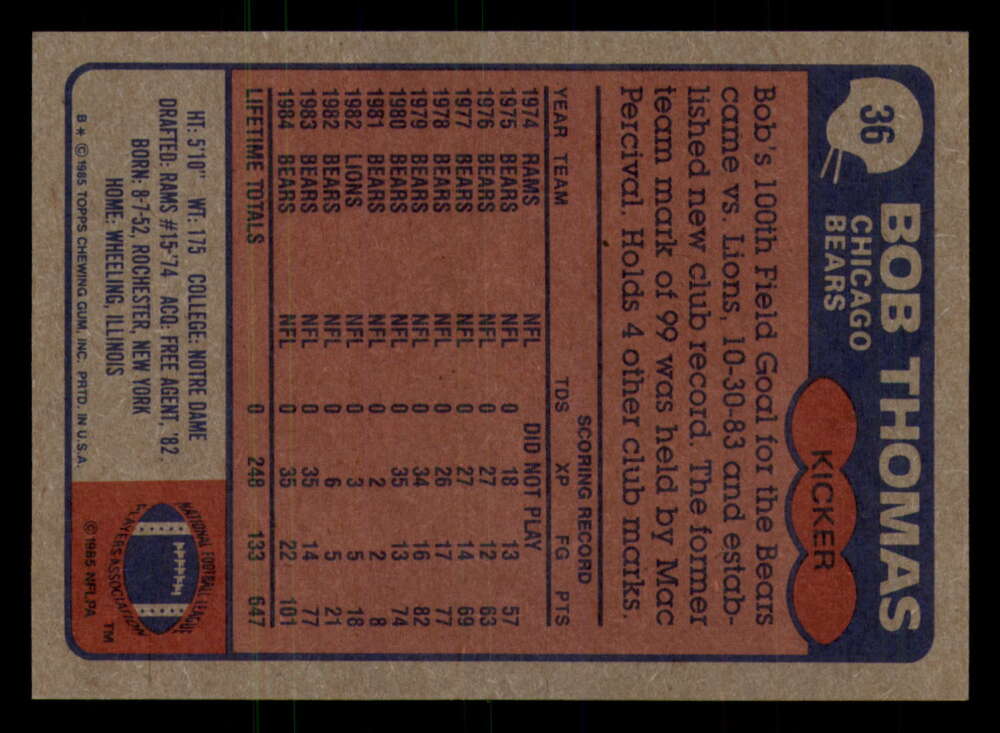 36
BOB THOMAS
CHICAGO
BEARS
KICKER
Bob's 100th Field Goal for the Bears
came vs. Lions, 10-30-83 and estab-
lished new club record. The former
team mark of 99 was held by Mac
Percival. Holds 4 other club marks.
SCORING RECORD
YEAR TEAM TDS XP FG PTS
1974 RAMS NFL DID NOT PLAY
1975 BEARS NFL 0 18 13 57
1976 BEARS NFL 0 27 12 63
1977 BEARS NFL 0 27 14 69
1978 BEARS NFL 0 26 17 77
1979 BEARS NFL 0 34 16 82
1980 BEARS NFL 0 35 13 74
1981 BEARS NFL 0 2 2 8
1982 LIONS NFL 0 3 5 18
1982 BEARS NFL 0 6 5 21
1983 BEARS NFL 0 35 14 77
1984 BEARS NFL 0 35 22 101
LIFETIME TOTALS 0 248 133 647
HT: 5'10" WT: 175 COLLEGE: NOTRE DAME
DRAFTED: RAMS #15-'74 ACQ: FREE AGENT, '82
BORN: 8-7-52, ROCHESTER, NEW YORK
HOME: WHEELING, ILLINOIS
B* © 1985 TOPPS CHEWING GUM, INC. PRTD. IN U.S.A.
NATIONAL FOOTBALL LEAGUE
PLAYERS ASSOCIATION
TM
© 1985 NFLPA